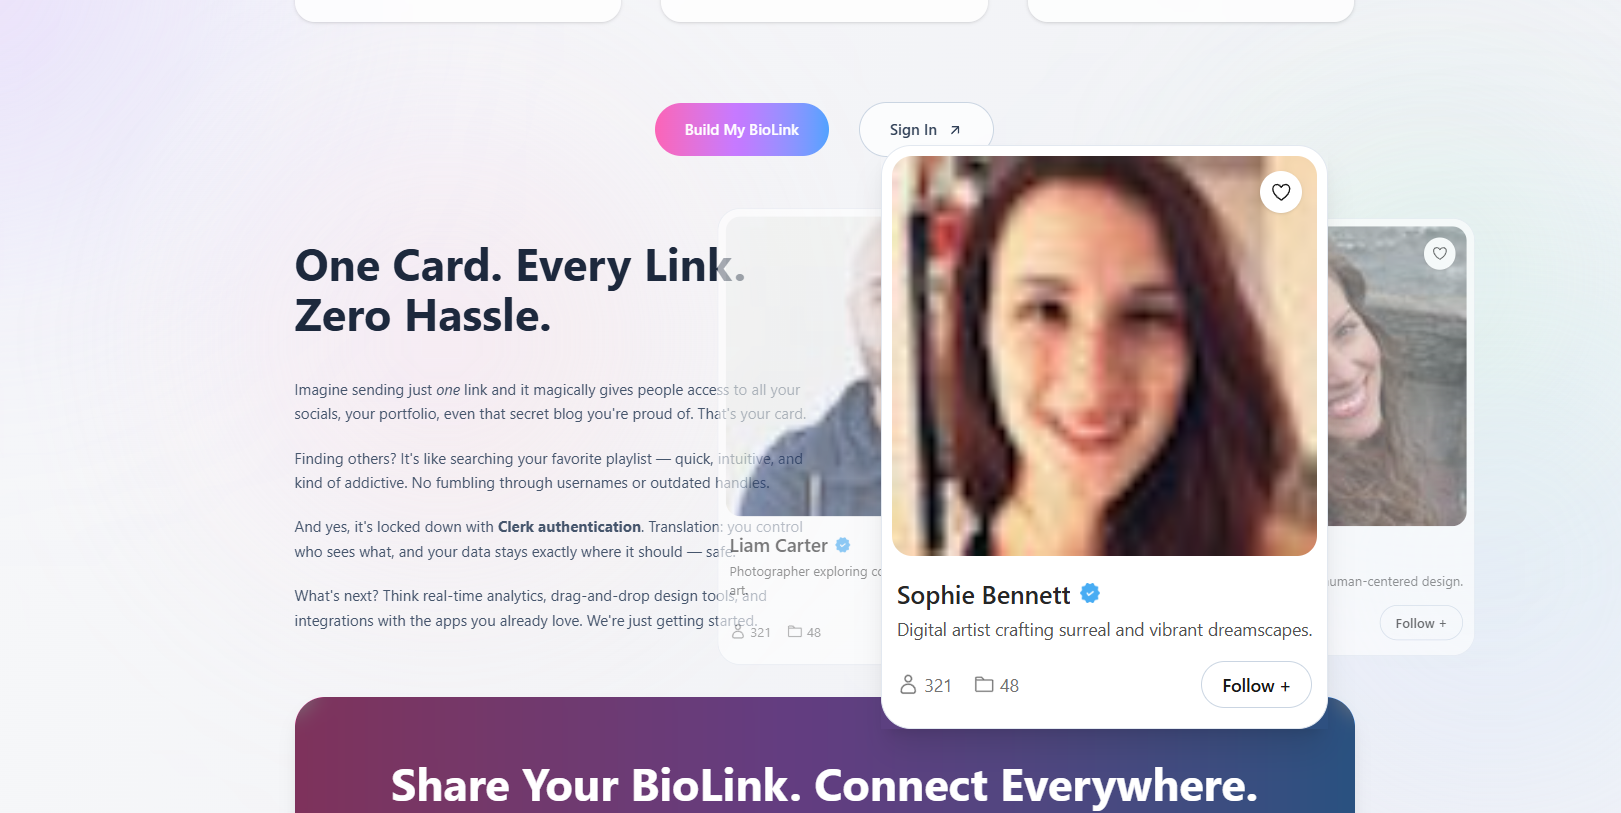 Build My BioLink
Sign In
One Card. Every Link.
Zero Hassle.
Imagine sending just one link and it magically gives people access to all your
socials, your portfolio, even that secret blog you're proud of. That's your card.
Finding others? It's like searching your favorite playlist — quick, intuitive, and
kind of addictive. No fumbling through usernames or outdated handles.
And yes, it's locked down with Clerk authentication. Translation: you control
who sees what, and your data stays exactly where it should — safe.
What's next? Think real-time analytics, drag-and-drop design tools, and
integrations with the apps you already love. We're just getting started.
Liam Carter
Photographer exploring
art.
321 48
Sophie Bennett
Digital artist crafting surreal and vibrant dreamscapes.
321 48
Follow +
human-centered design.
Follow +
Share Your BioLink. Connect Everywhere.